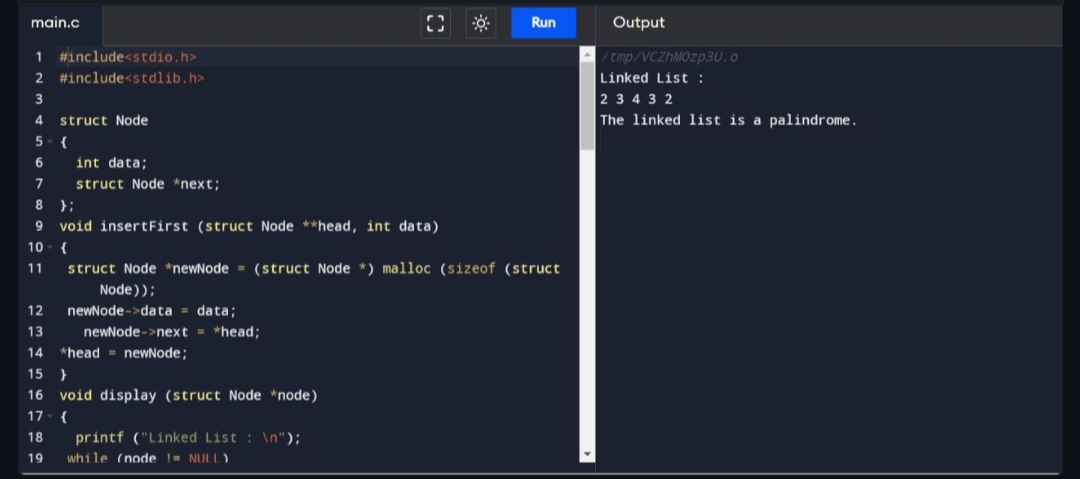 main.c
Run
Output
1 #include<stdio.h>
2 #include<stdlib.h>
3
4 struct Node
5 {
6 int data;
7 struct Node *next;
8 };
9 void insertFirst (struct Node **head, int data)
10 {
11 struct Node *newNode = (struct Node *) malloc (sizeof (struct
Node));
12 newNode->data = data;
13 newNode->next = *head;
14 *head = newNode;
15 }
16 void display (struct Node *node)
17 {
18 printf ("Linked List : \n");
19 while (node != NULL)
/tmp/VCZhMOzp3U.o
Linked List :
2 3 4 3 2
The linked list is a palindrome.